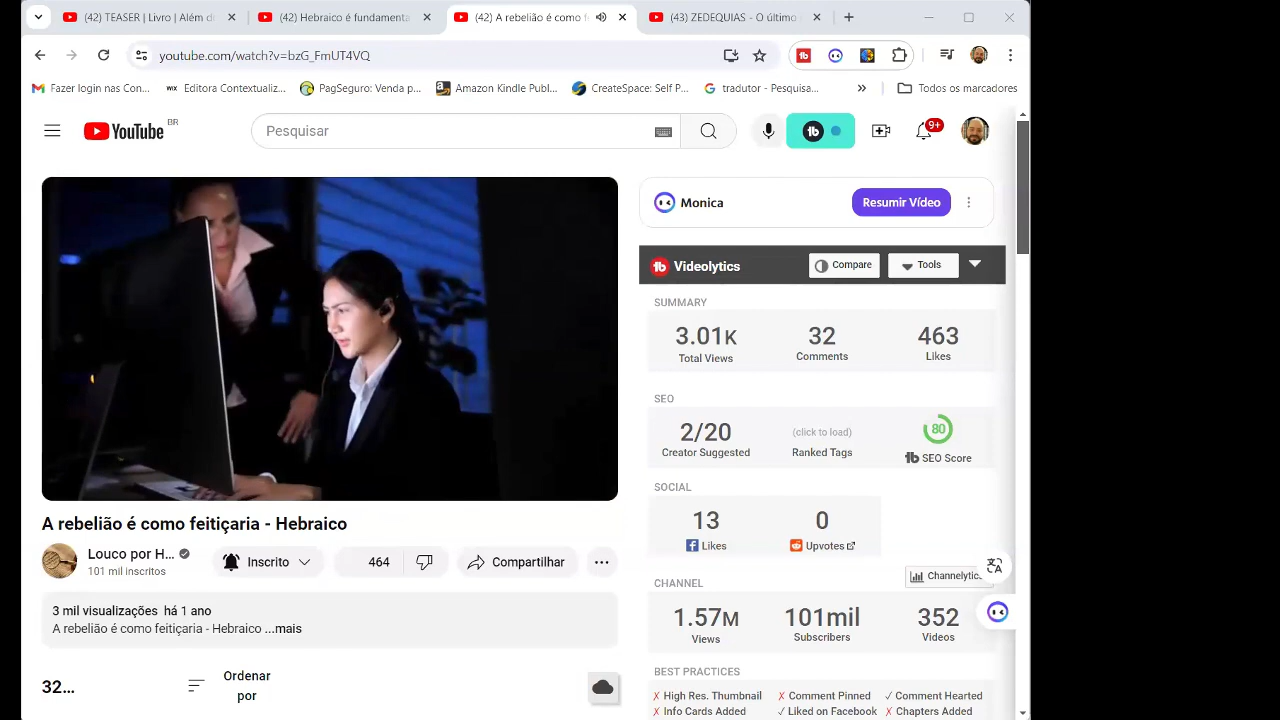 (42) TEASER | Livro | Além d
(42) Hebraico é fundamenta
(42) A rebelião é como f
(43) ZEDEQUIAS - O último
youtube.com/watch?v=bzG_FmUT4VQ
Fazer login nas Con...
WIX Editora Contextualiz...
PagSeguro: Venda p...
Amazon Kindle Publ...
CreateSpace: Self P...
tradutor - Pesquisa...
Todos os marcadores
YouTube BR
Pesquisar
9+
Monica
Resumir Vídeo
Videolytics
Compare
Tools
SUMMARY
3.01K 32 463
Total Views Comments Likes
SEO
2/20 (click to load) 80
Creator Suggested Ranked Tags tb SEO Score
SOCIAL
13 0
Likes Upvotes
A rebelião é como feitiçaria - Hebraico
Louco por H...
101 mil inscritos
Inscrito
464
Compartilhar
3 mil visualizações há 1 ano
A rebelião é como feitiçaria - Hebraico ...mais
32...
Ordenar
por
CHANNEL
Channelytics
1.57M 101mil 352
Views Subscribers Videos
BEST PRACTICES
✗ High Res. Thumbnail ✗ Comment Pinned ✓ Comment Hearted
✗ Info Cards Added ✓ Liked on Facebook ✗ Chapters Added